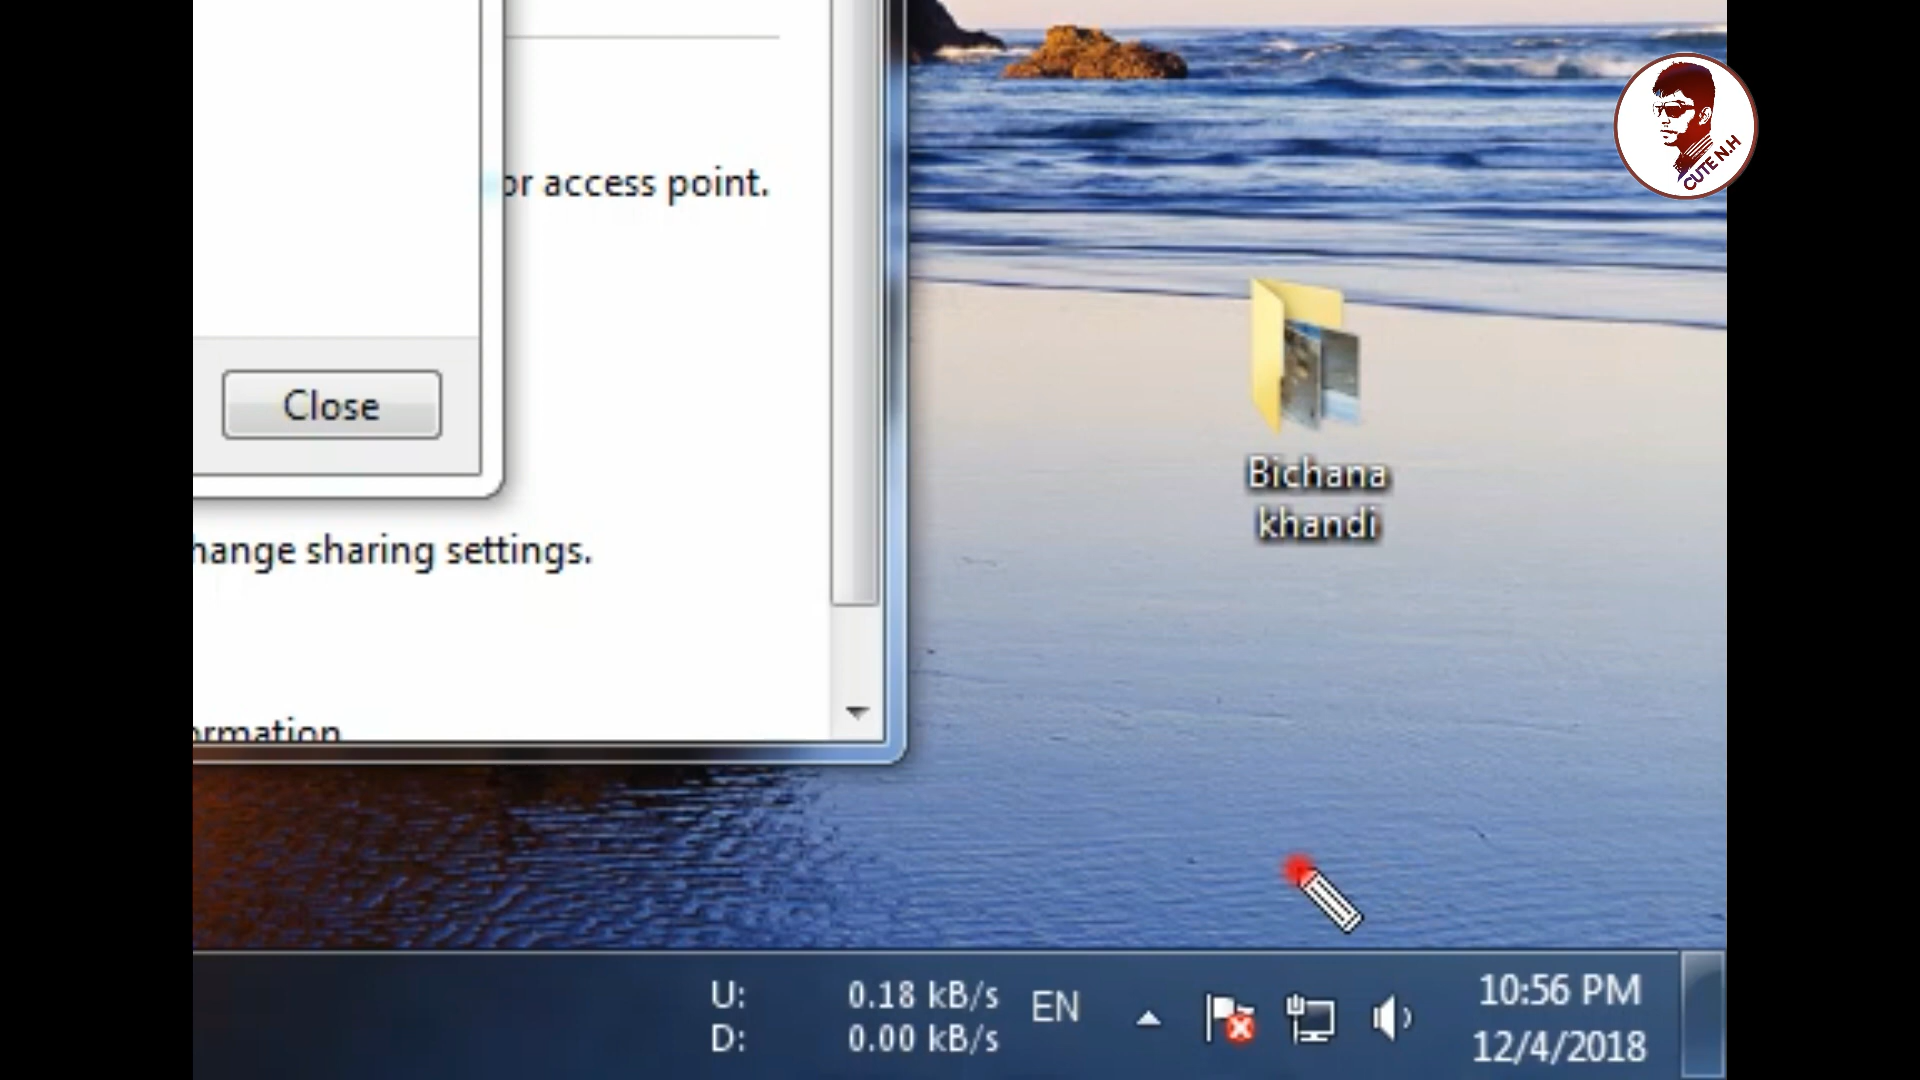 or access point.
CUTE N.H
Close
Bichana
khandi
hange sharing settings.
ormation
U: 0.18 kB/s
D: 0.00 kB/s
EN
10:56 PM
12/4/2018